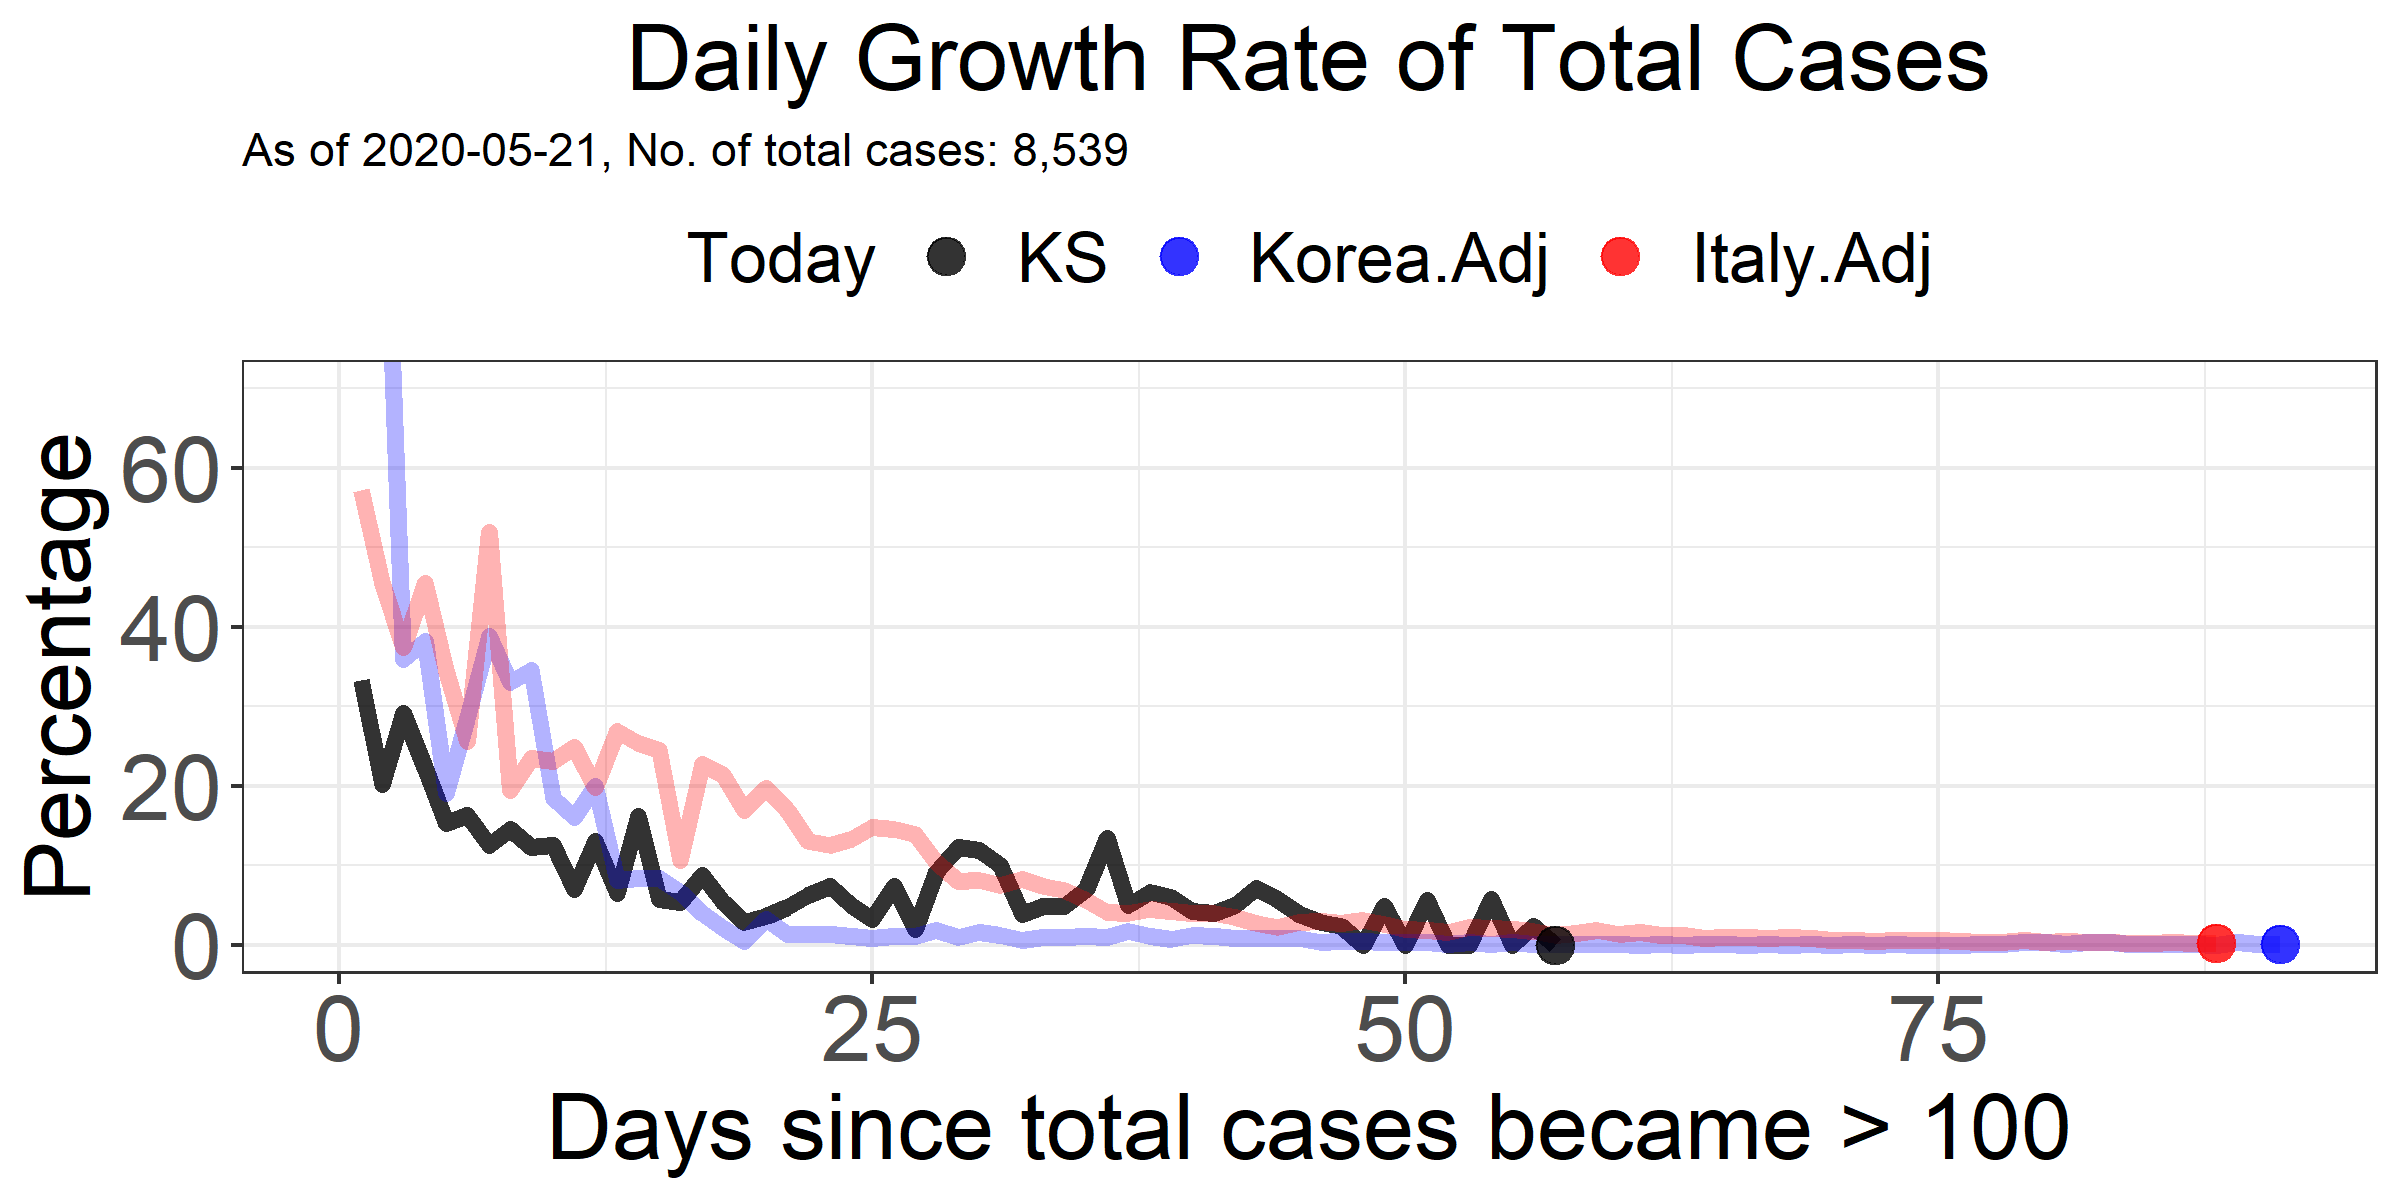 Daily Growth Rate of Total Cases
As of 2020-05-21, No. of total cases: 8,539
Today KS Korea.Adj Italy.Adj
Percentage
60
40
20
0
0 25 50 75
Days since total cases became > 100